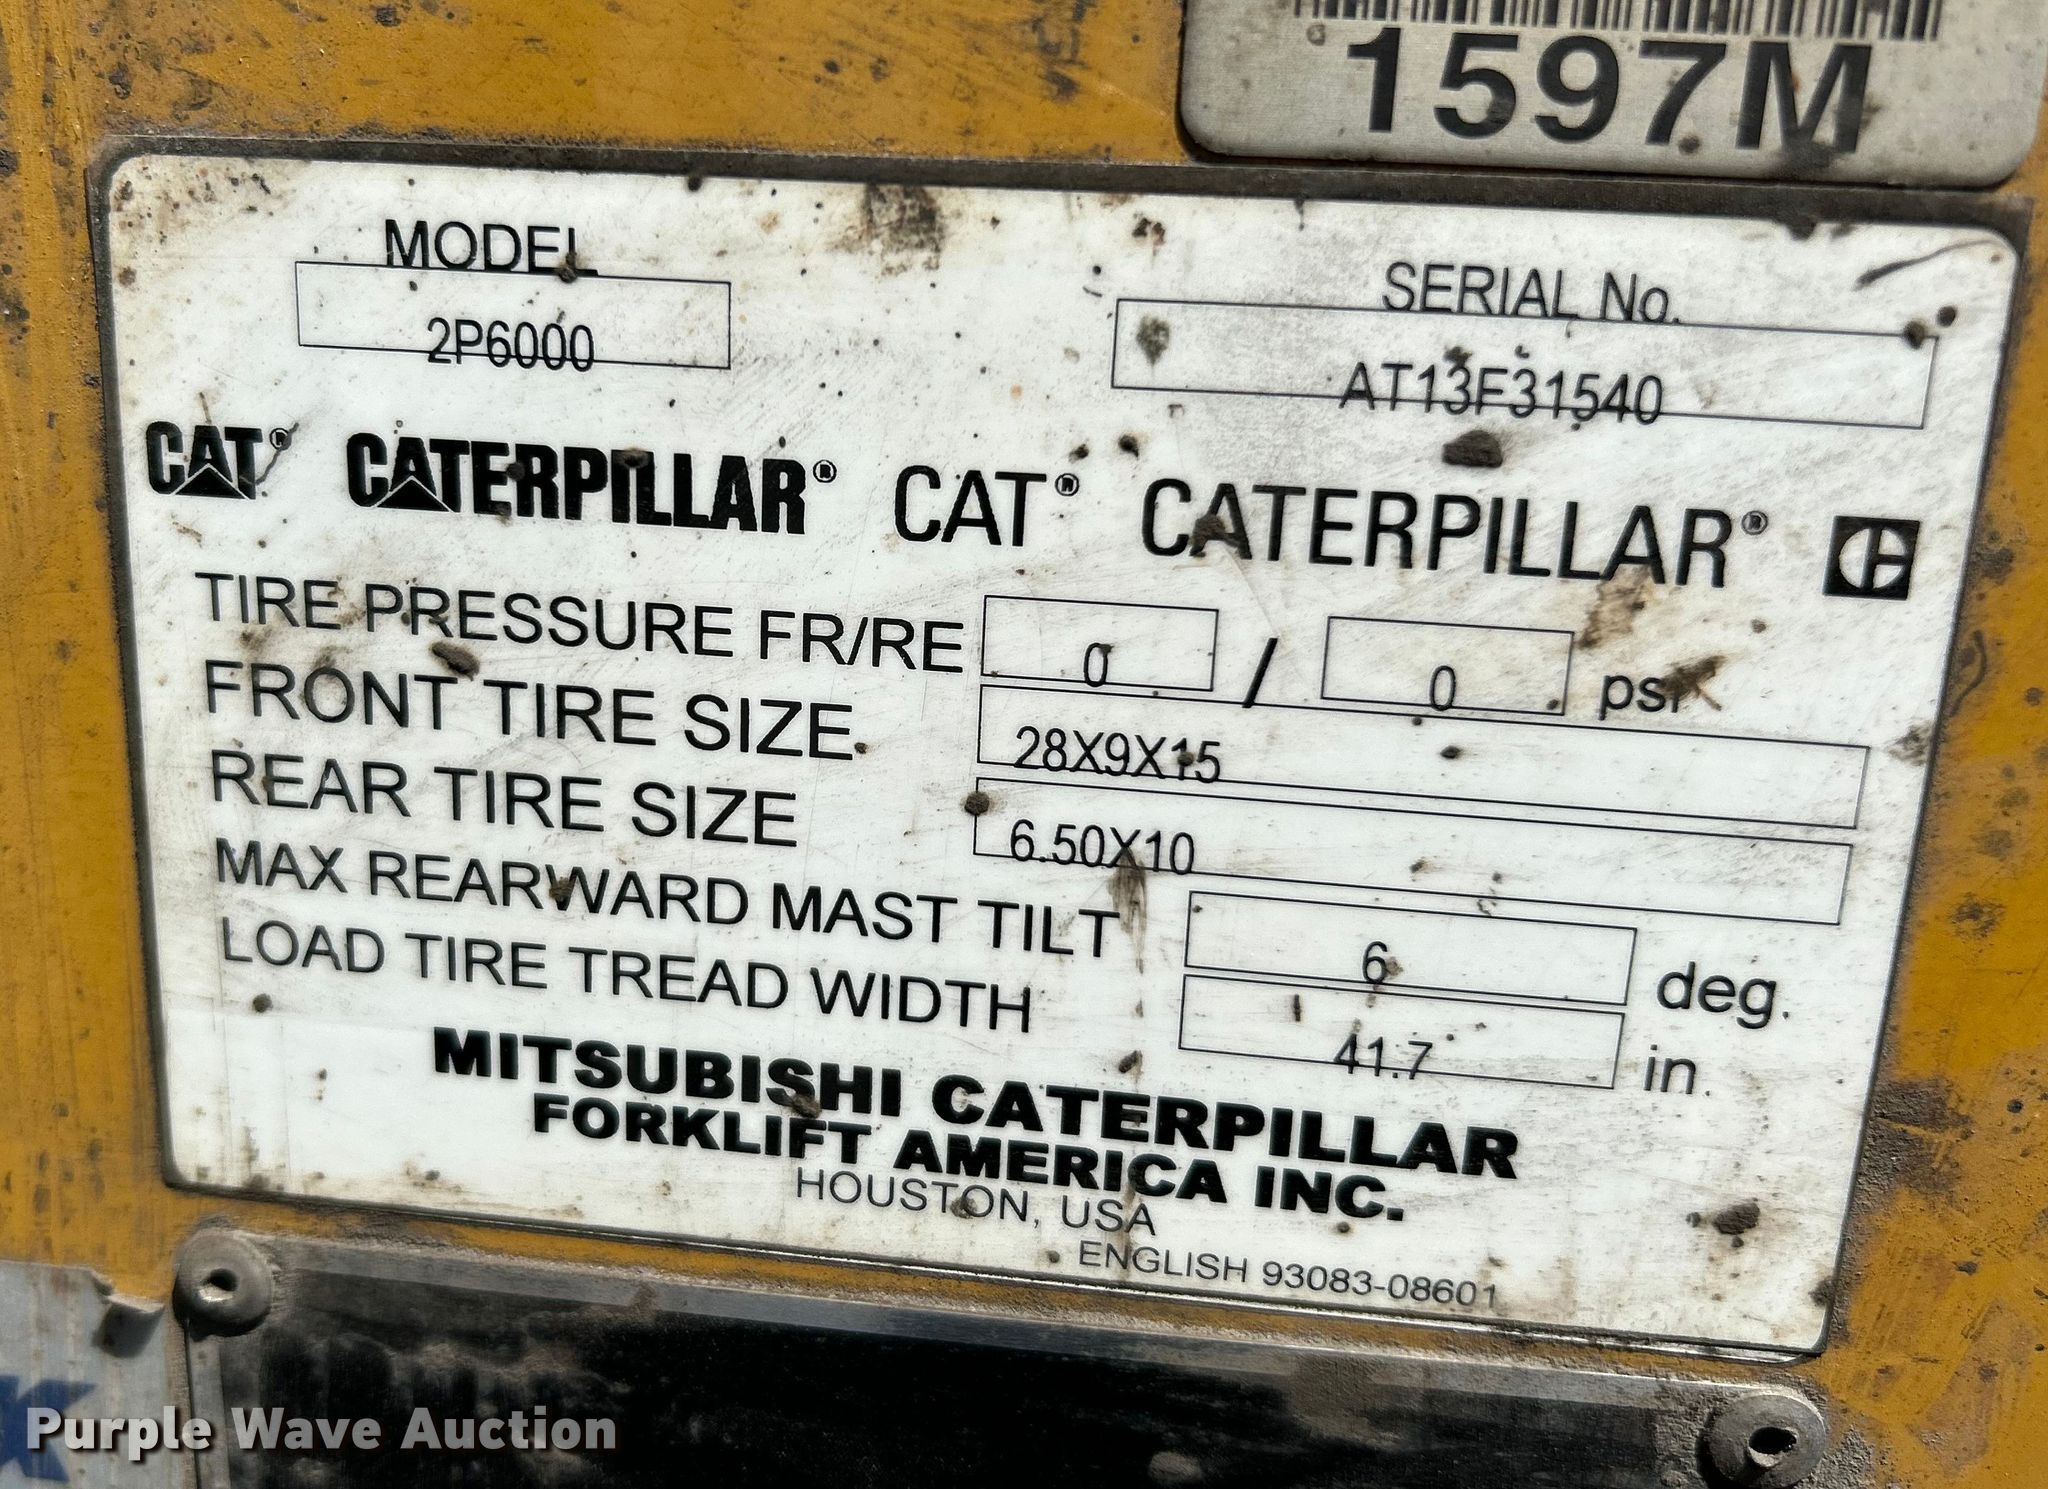 1597M
MODEL
2P6000
SERIAL No.
AT13F31540
CAT® CATERPILLAR® CAT® CATERPILLAR®
TIRE PRESSURE FR/RE 0 / 0 psi
FRONT TIRE SIZE 28X9X15
REAR TIRE SIZE 6.50X10
MAX REARWARD MAST TILT 6 deg.
LOAD TIRE TREAD WIDTH 41.7 in.
MITSUBISHI CATERPILLAR
FORKLIFT AMERICA INC.
HOUSTON, USA
ENGLISH 93083-08601
Purple Wave Auction